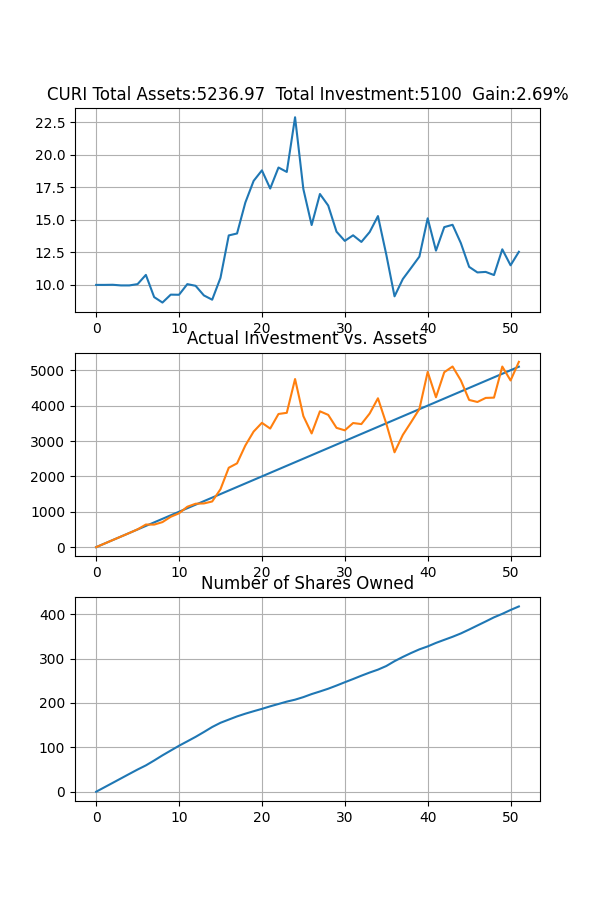 CURI Total Assets:5236.97  Total Investment:5100  Gain:2.69%
22.5
20.0
17.5
15.0
12.5
10.0
0 10 20 30 40 50
Actual Investment vs. Assets
5000
4000
3000
2000
1000
0
0 10 20 30 40 50
Number of Shares Owned
400
300
200
100
0
0 10 20 30 40 50